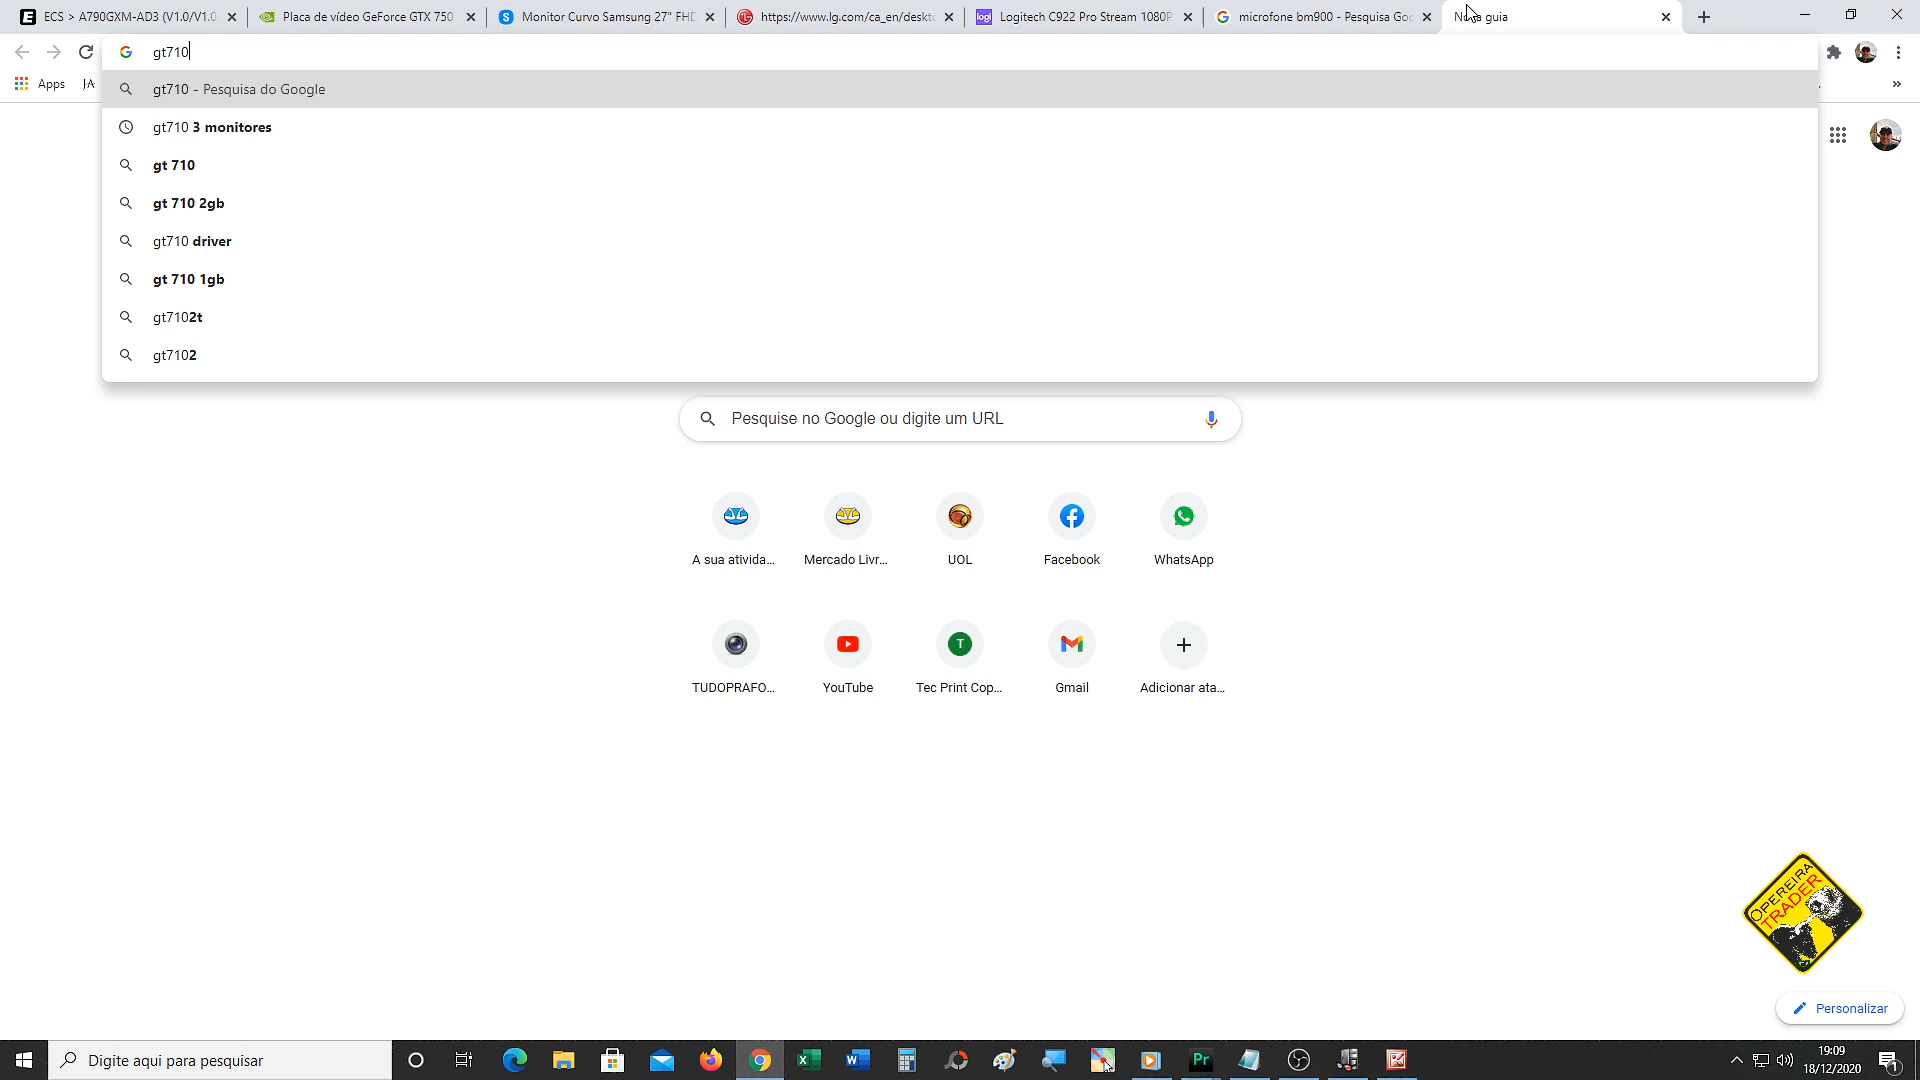 ECS > A790GXM-AD3 (V1.0/V1.0
Placa de vídeo GeForce GTX 750
Monitor Curvo Samsung 27" FHD
https://www.lg.com/ca_en/deskto
logi
Logitech C922 Pro Stream 1080P
microfone bm900 - Pesquisa Goo
guia
gt710
Apps
gt710 - Pesquisa do Google
gt710 3 monitores
gt 710
gt 710 2gb
gt710 driver
gt 710 1gb
gt7102t
gt7102
Pesquise no Google ou digite um URL
A sua ativida...
Mercado Livr...
UOL
Facebook
WhatsApp
T
TUDOPRAFO...
YouTube
Tec Print Cop...
Gmail
Adicionar ata...
OPEREIRA
TRADER
Personalizar
Digite aqui para pesquisar
Pr
19:09
18/12/2020
1